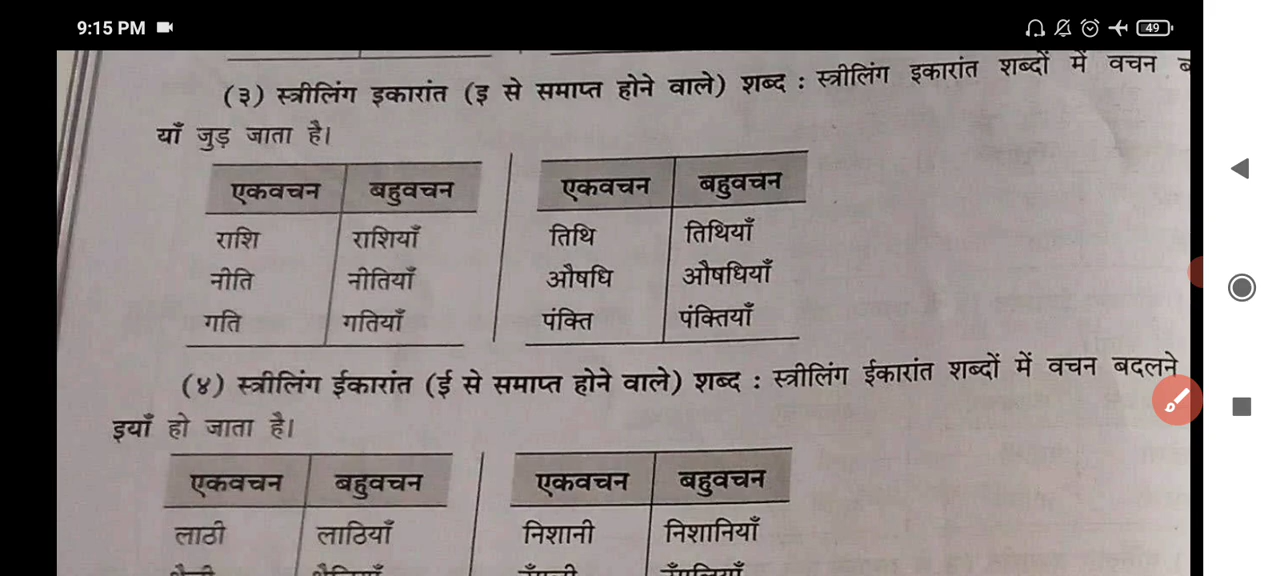 9:15 PM
49
(३) स्त्रीलिंग इकारांत (इ से समाप्त होने वाले) शब्द : स्त्रीलिंग इकारांत शब्दों में वचन
याँ जुड़ जाता है।
एकवचन बहुवचन एकवचन बहुवचन
राशि राशियाँ तिथि तिथियाँ
नीति नीतियाँ औषधि औषधियाँ
गति गतियाँ पंक्ति पंक्तियाँ
(४) स्त्रीलिंग ईकारांत (ई से समाप्त होने वाले) शब्द : स्त्रीलिंग ईकारांत शब्दों में वचन बदलने
इयाँ हो जाता है।
एकवचन बहुवचन एकवचन बहुवचन
लाठी लाठियाँ निशानी निशानियाँ